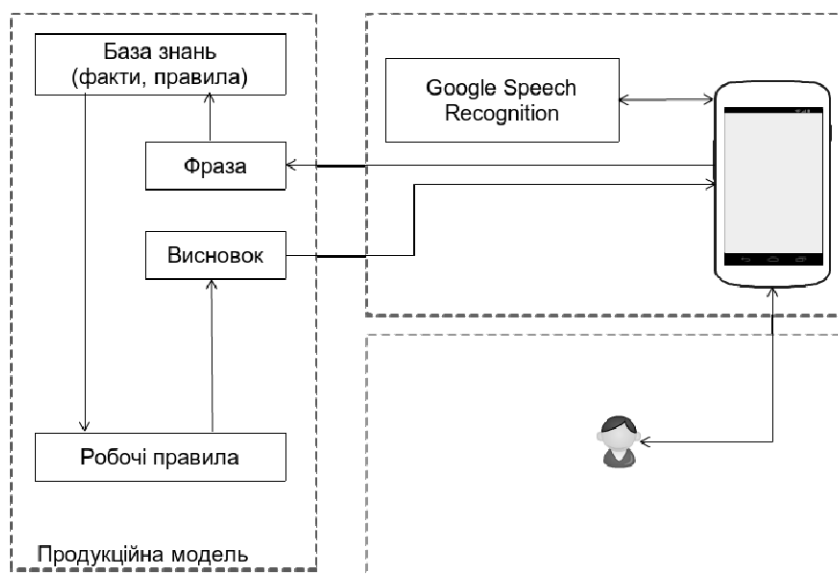 База знань
(факти, правила)
Google Speech
Recognition
Фраза
Висновок
Робочі правила
Продукційна модель